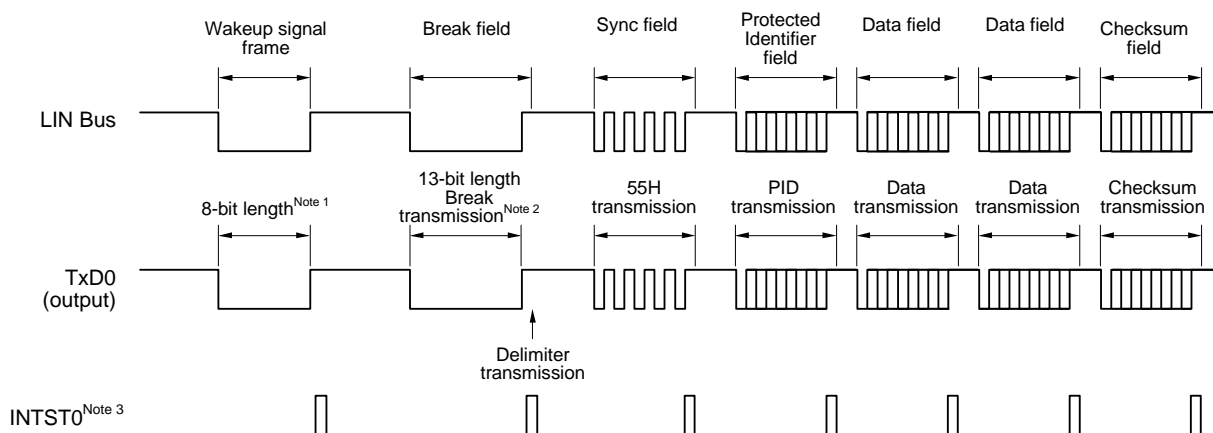 Wakeup signal
frame
Break field
Sync field
Protected
Identifier
field
Data field
Data field
Checksum
field
LIN Bus
8-bit length Note 1
13-bit length
Break
transmission Note 2
55H
transmission
PID
transmission
Data
transmission
Data
transmission
Checksum
transmission
TxD0
(output)
Delimiter
transmission
INTST0 Note 3